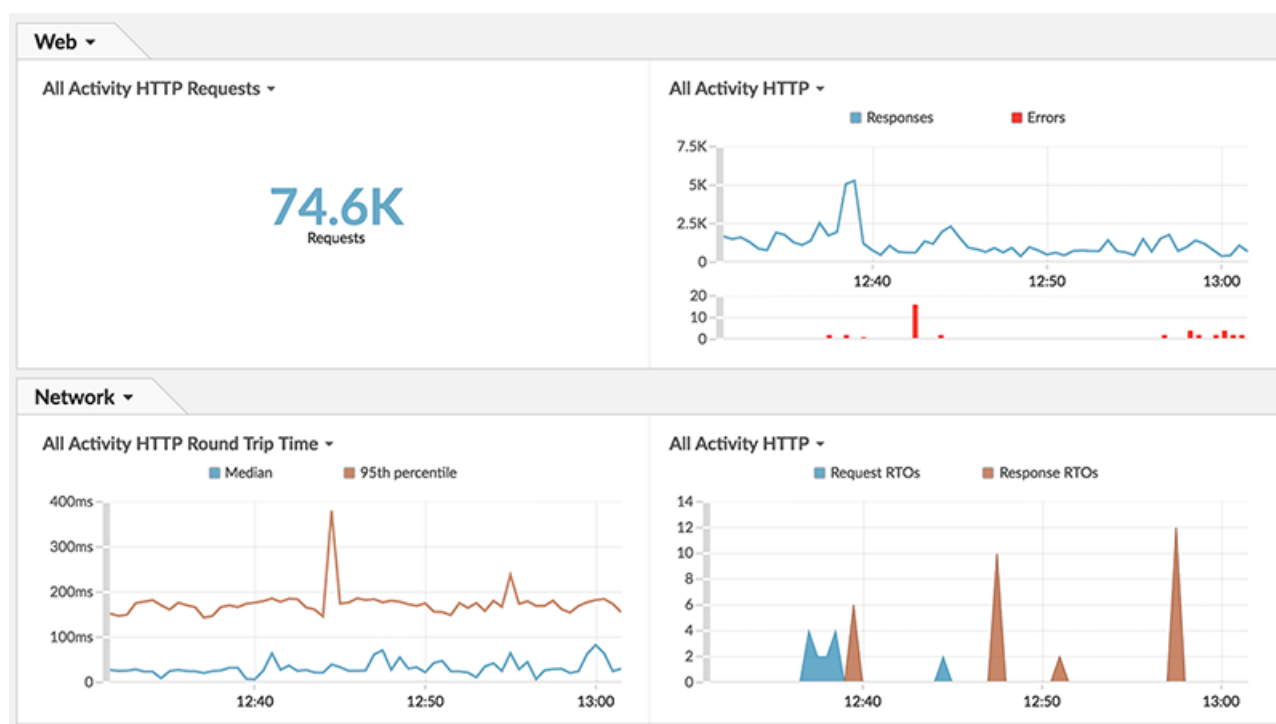 Web
All Activity HTTP Requests
74.6K
Requests
All Activity HTTP
Responses Errors
7.5K
5K
2.5K
0
12:40 12:50 13:00
20
10
0
Network
All Activity HTTP Round Trip Time
Median 95th percentile
400ms
300ms
200ms
100ms
0
12:40 12:50 13:00
All Activity HTTP
Request RTOs Response RTOs
14
12
10
8
6
4
2
0
12:40 12:50 13:00